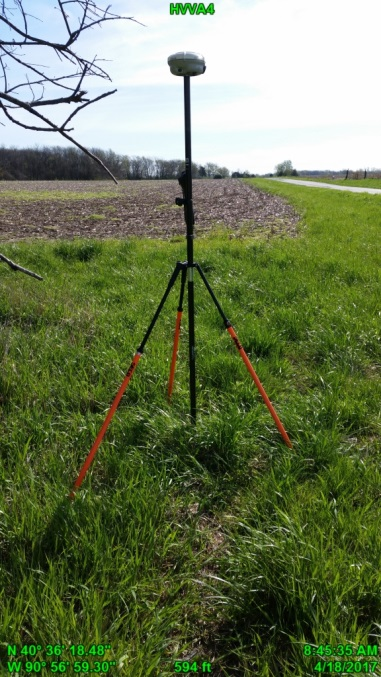 HVVA4
N 40° 36' 18.48"
8:45:35 AM
W 90° 56' 59.30"
594 ft
4/18/2017